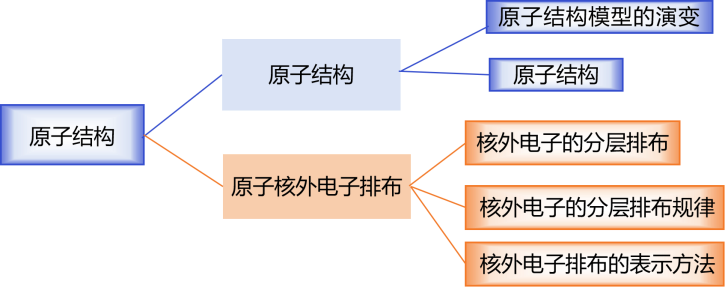 原子结构
原子结构
原子结构模型的演变
原子结构
原子核外电子排布
核外电子的分层排布
核外电子的分层排布规律
核外电子排布的表示方法